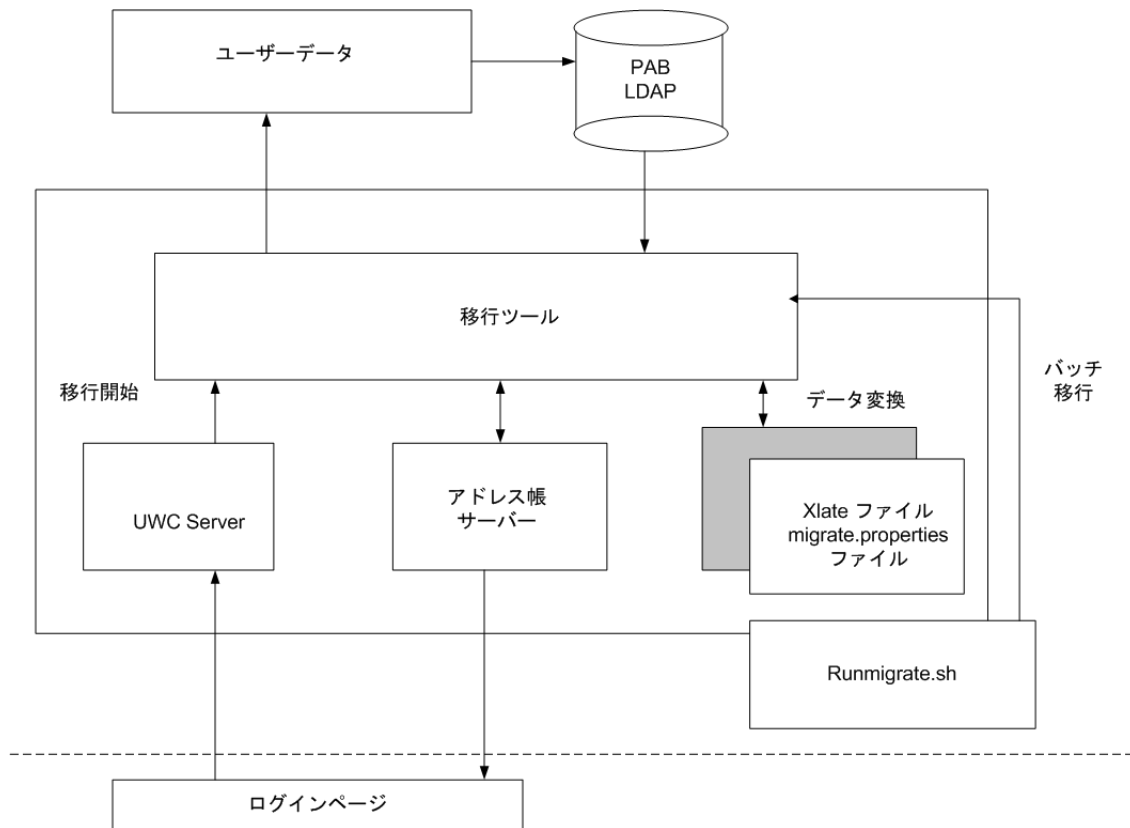 ユーザーデータ
PAB
LDAP
移行ツール
移行開始
データ変換
バッチ
移行
UWC Server
アドレス帳
サーバー
Xlate ファイル
migrate.properties
ファイル
Runmigrate.sh
ログインページ